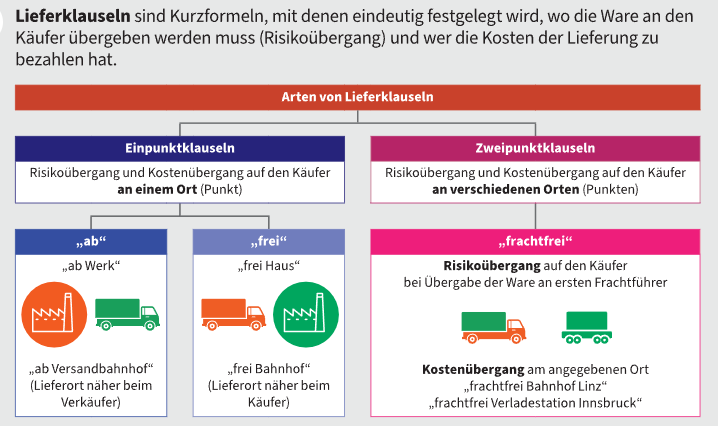 Lieferklauseln sind Kurzformeln, mit denen eindeutig festgelegt wird, wo die Ware an den
Käufer übergeben werden muss (Risikoübergang) und wer die Kosten der Lieferung zu
bezahlen hat.
Arten von Lieferklauseln
Einpunktklauseln
Risikoübergang und Kostenübergang auf den Käufer
an einem Ort (Punkt)
Zweipunktklauseln
Risikoübergang und Kostenübergang auf den Käufer
an verschiedenen Orten (Punkten)
„ab“
„ab Werk“
„ab Versandbahnhof“
(Lieferort näher beim
Verkäufer)
„frei“
„frei Haus“
„frei Bahnhof“
(Lieferort näher beim
Käufer)
„frachtfrei“
Risikoübergang auf den Käufer
bei Übergabe der Ware an ersten Frachtführer
Kostenübergang am angegebenen Ort
„frachtfrei Bahnhof Linz“
„frachtfrei Verladestation Innsbruck“